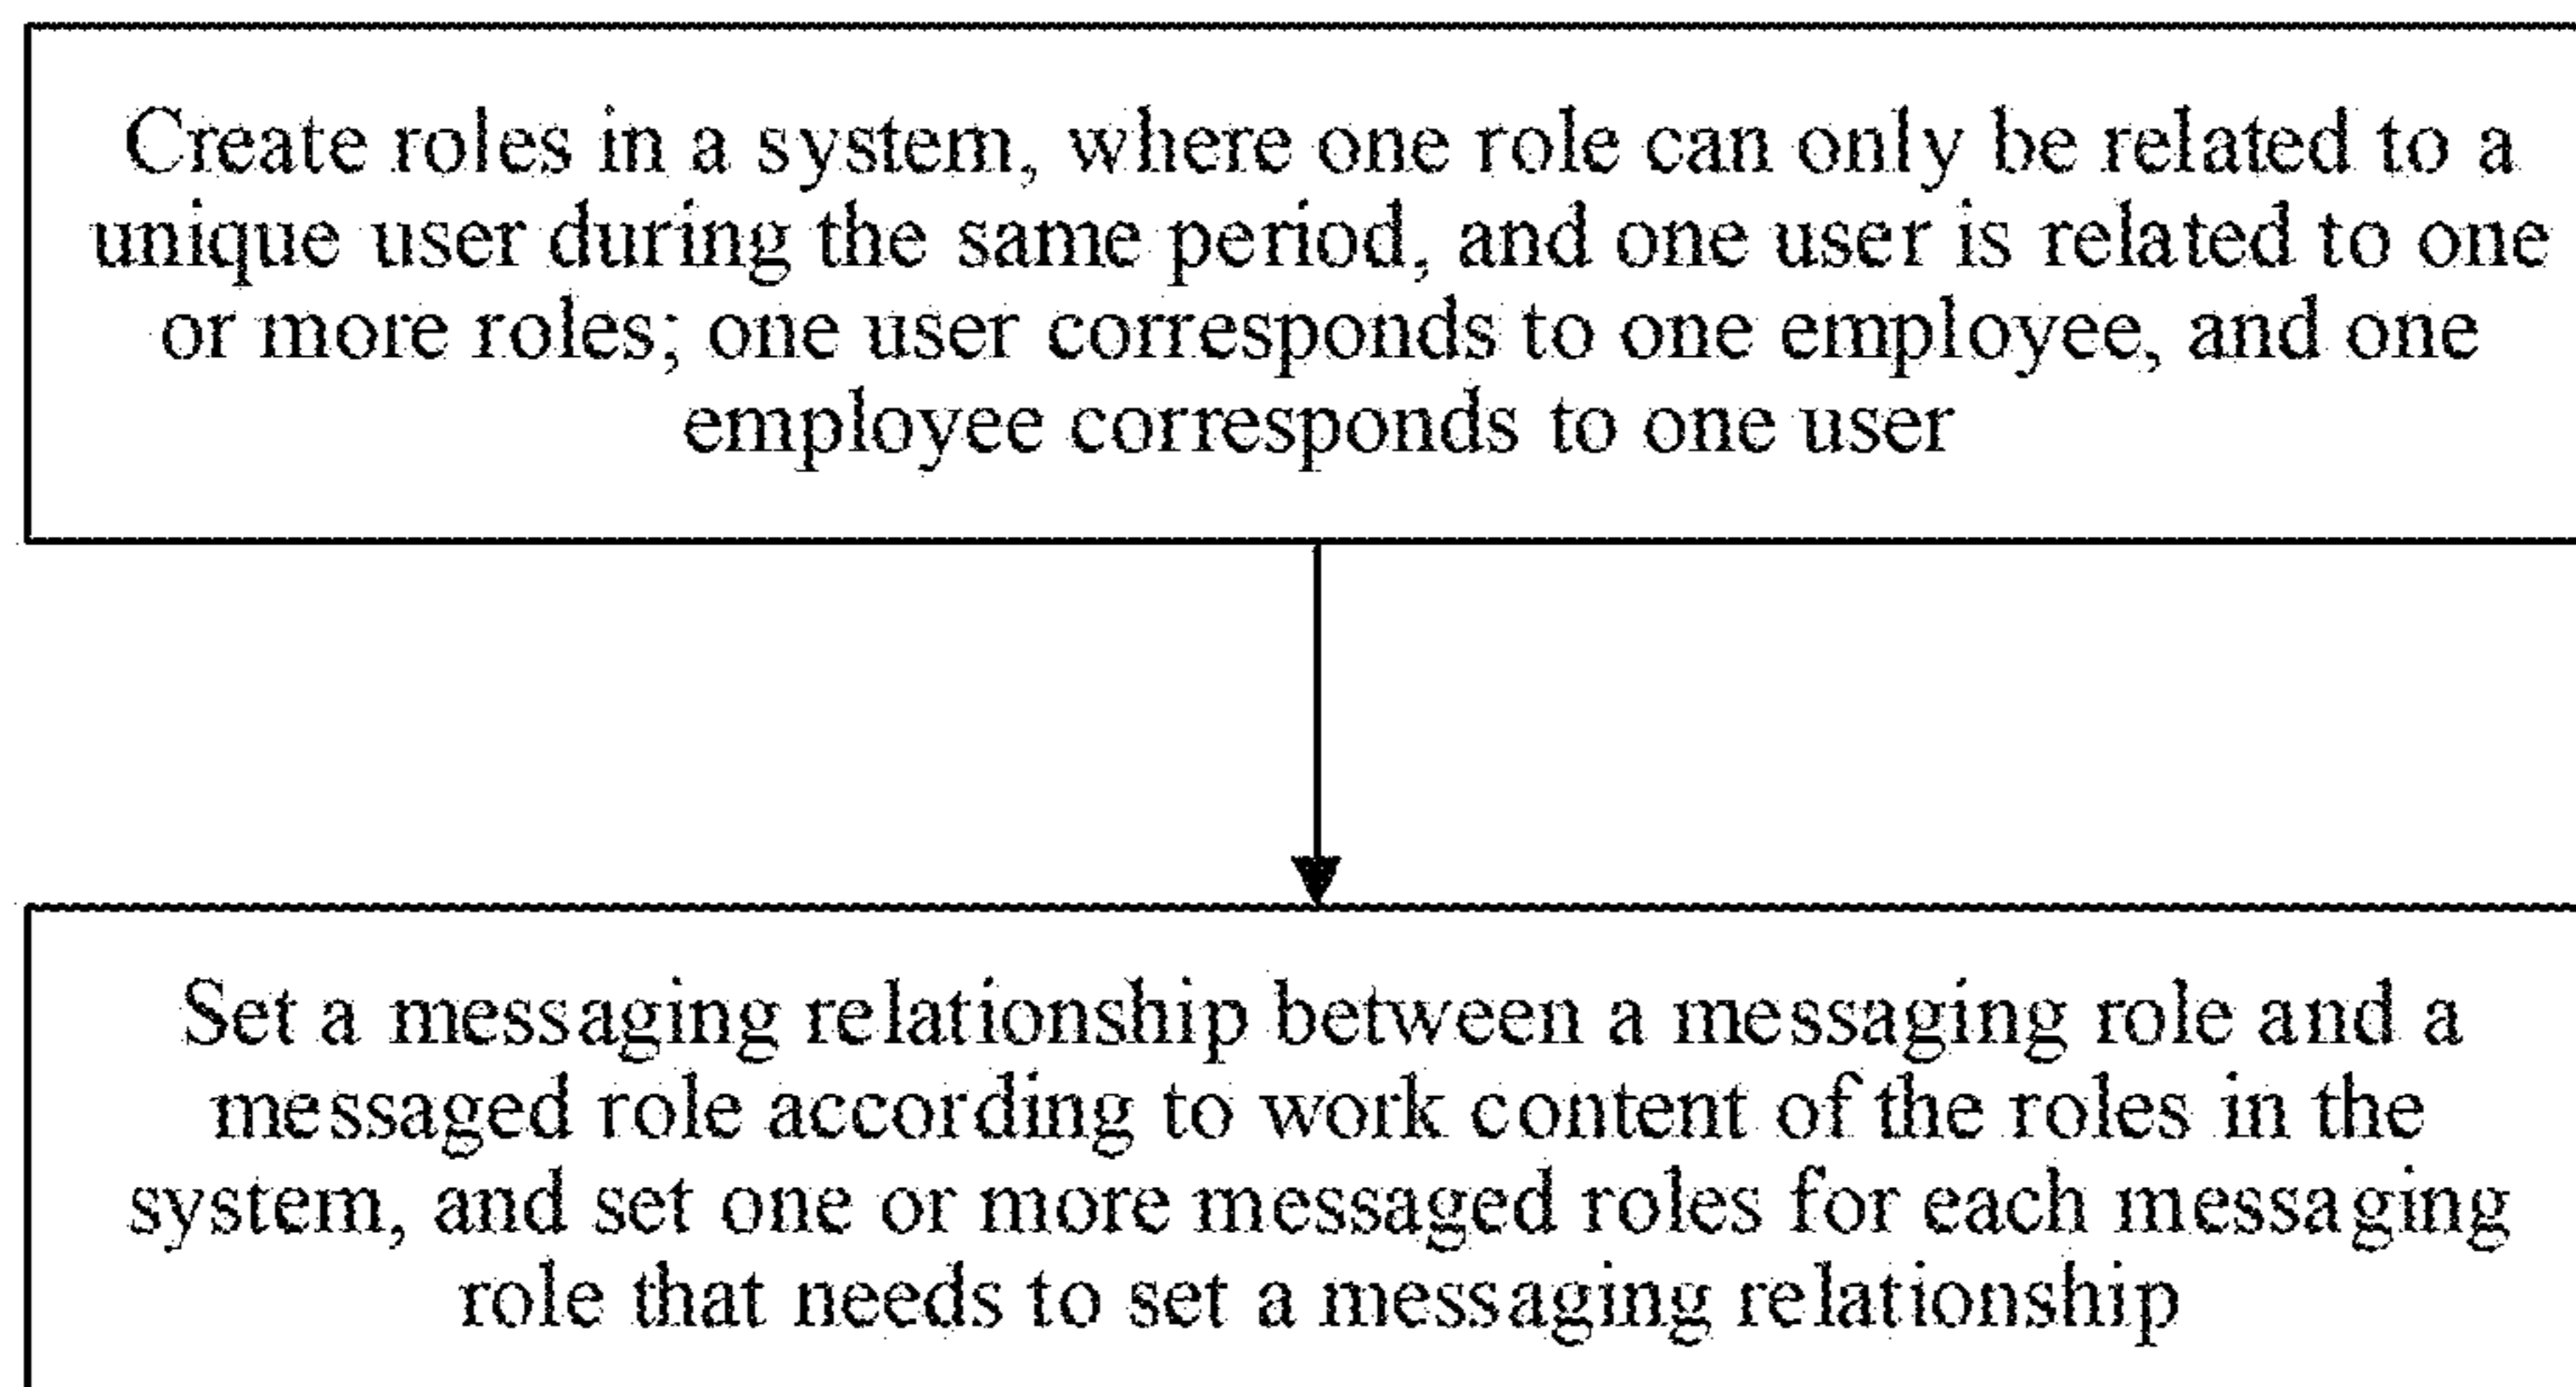 Create roles in a system, where one role can only be related to a
unique user during the same period, and one user is related to one
or more roles; one user corresponds to one employee, and one
employee corresponds to one user
Set a messaging relationship between a messaging role and a
messaged role according to work content of the roles in the
system, and set one or more messaged roles for each messaging
role that needs to set a messaging relationship